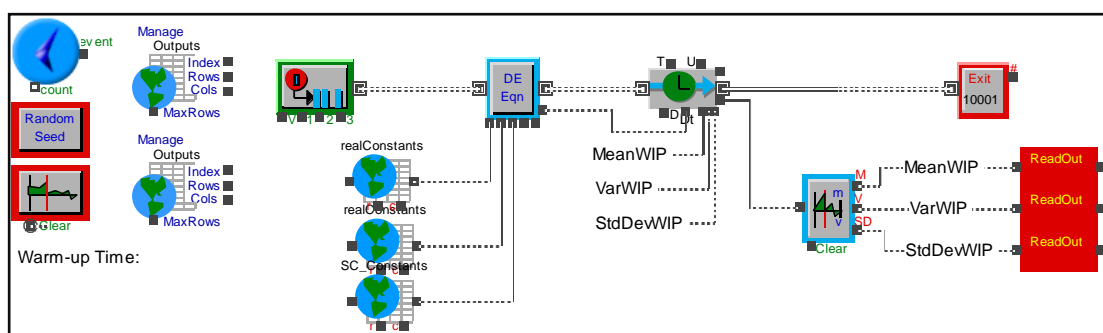 event
count
Random
Seed
Clear
Warm-up Time:
Manage
Outputs
Index
Rows
Cols
MaxRows
Manage
Outputs
Index
Rows
Cols
MaxRows
V 1 2 3
DE
Eqn
realConstants
realConstants
r c
SC_Constants
r c
T U
D
MeanWIP
VarWIP
StdDevWIP
Exit
#
10001
m
v
M
V
SD
Clear
MeanWIP
VarWIP
StdDevWIP
ReadOut
ReadOut
ReadOut